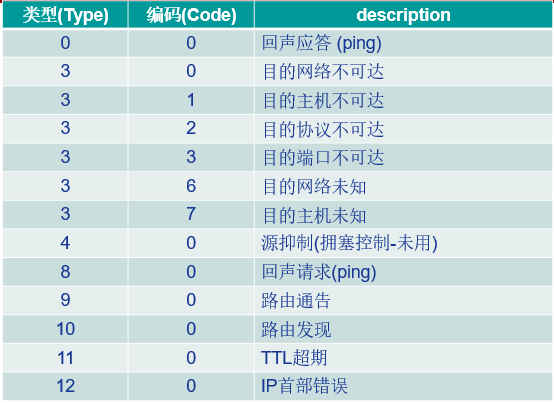 类型(Type) 编码(Code) description
0 0 回声应答 (ping)
3 0 目的网络不可达
3 1 目的主机不可达
3 2 目的协议不可达
3 3 目的端口不可达
3 6 目的网络未知
3 7 目的主机未知
4 0 源抑制(拥塞控制-未用)
8 0 回声请求(ping)
9 0 路由通告
10 0 路由发现
11 0 TTL超期
12 0 IP首部错误